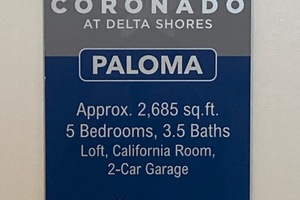 CORONADO
AT DELTA SHORES
PALOMA
Approx. 2,685 sq.ft.
5 Bedrooms, 3.5 Baths
Loft, California Room,
2-Car Garage